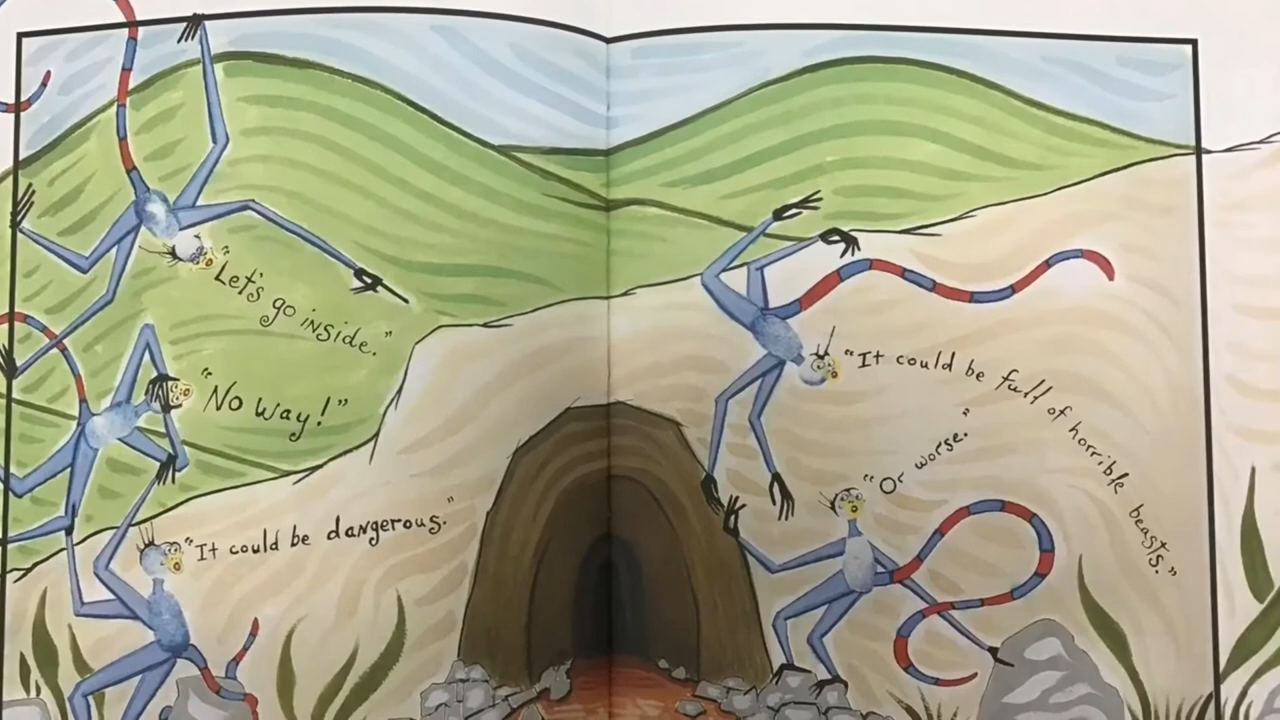 "Let's go inside."
"No way!"
"It could be dangerous."
"It could be full of horrible beasts."
"Or worse."